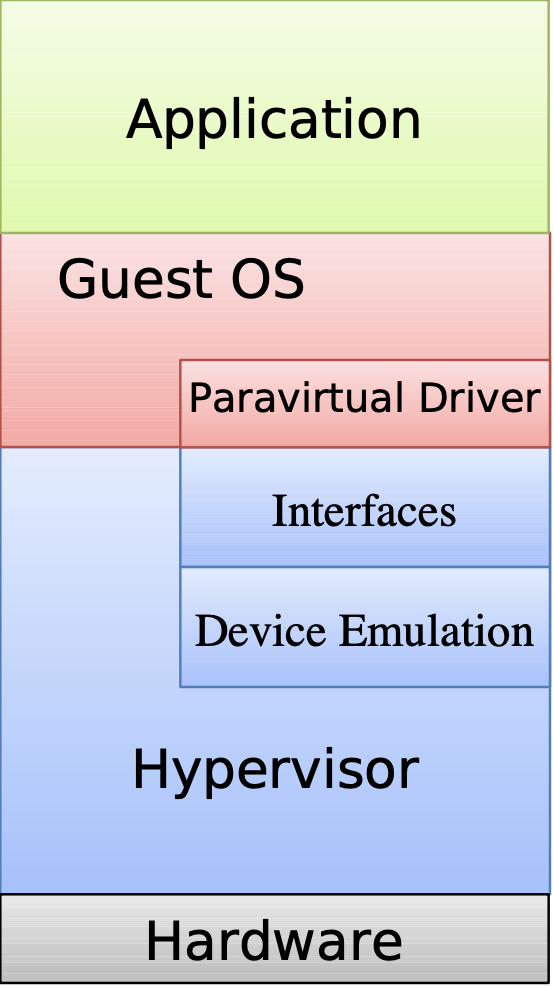 Application
Guest OS
Paravirtual Driver
Interfaces
Device Emulation
Hypervisor
Hardware